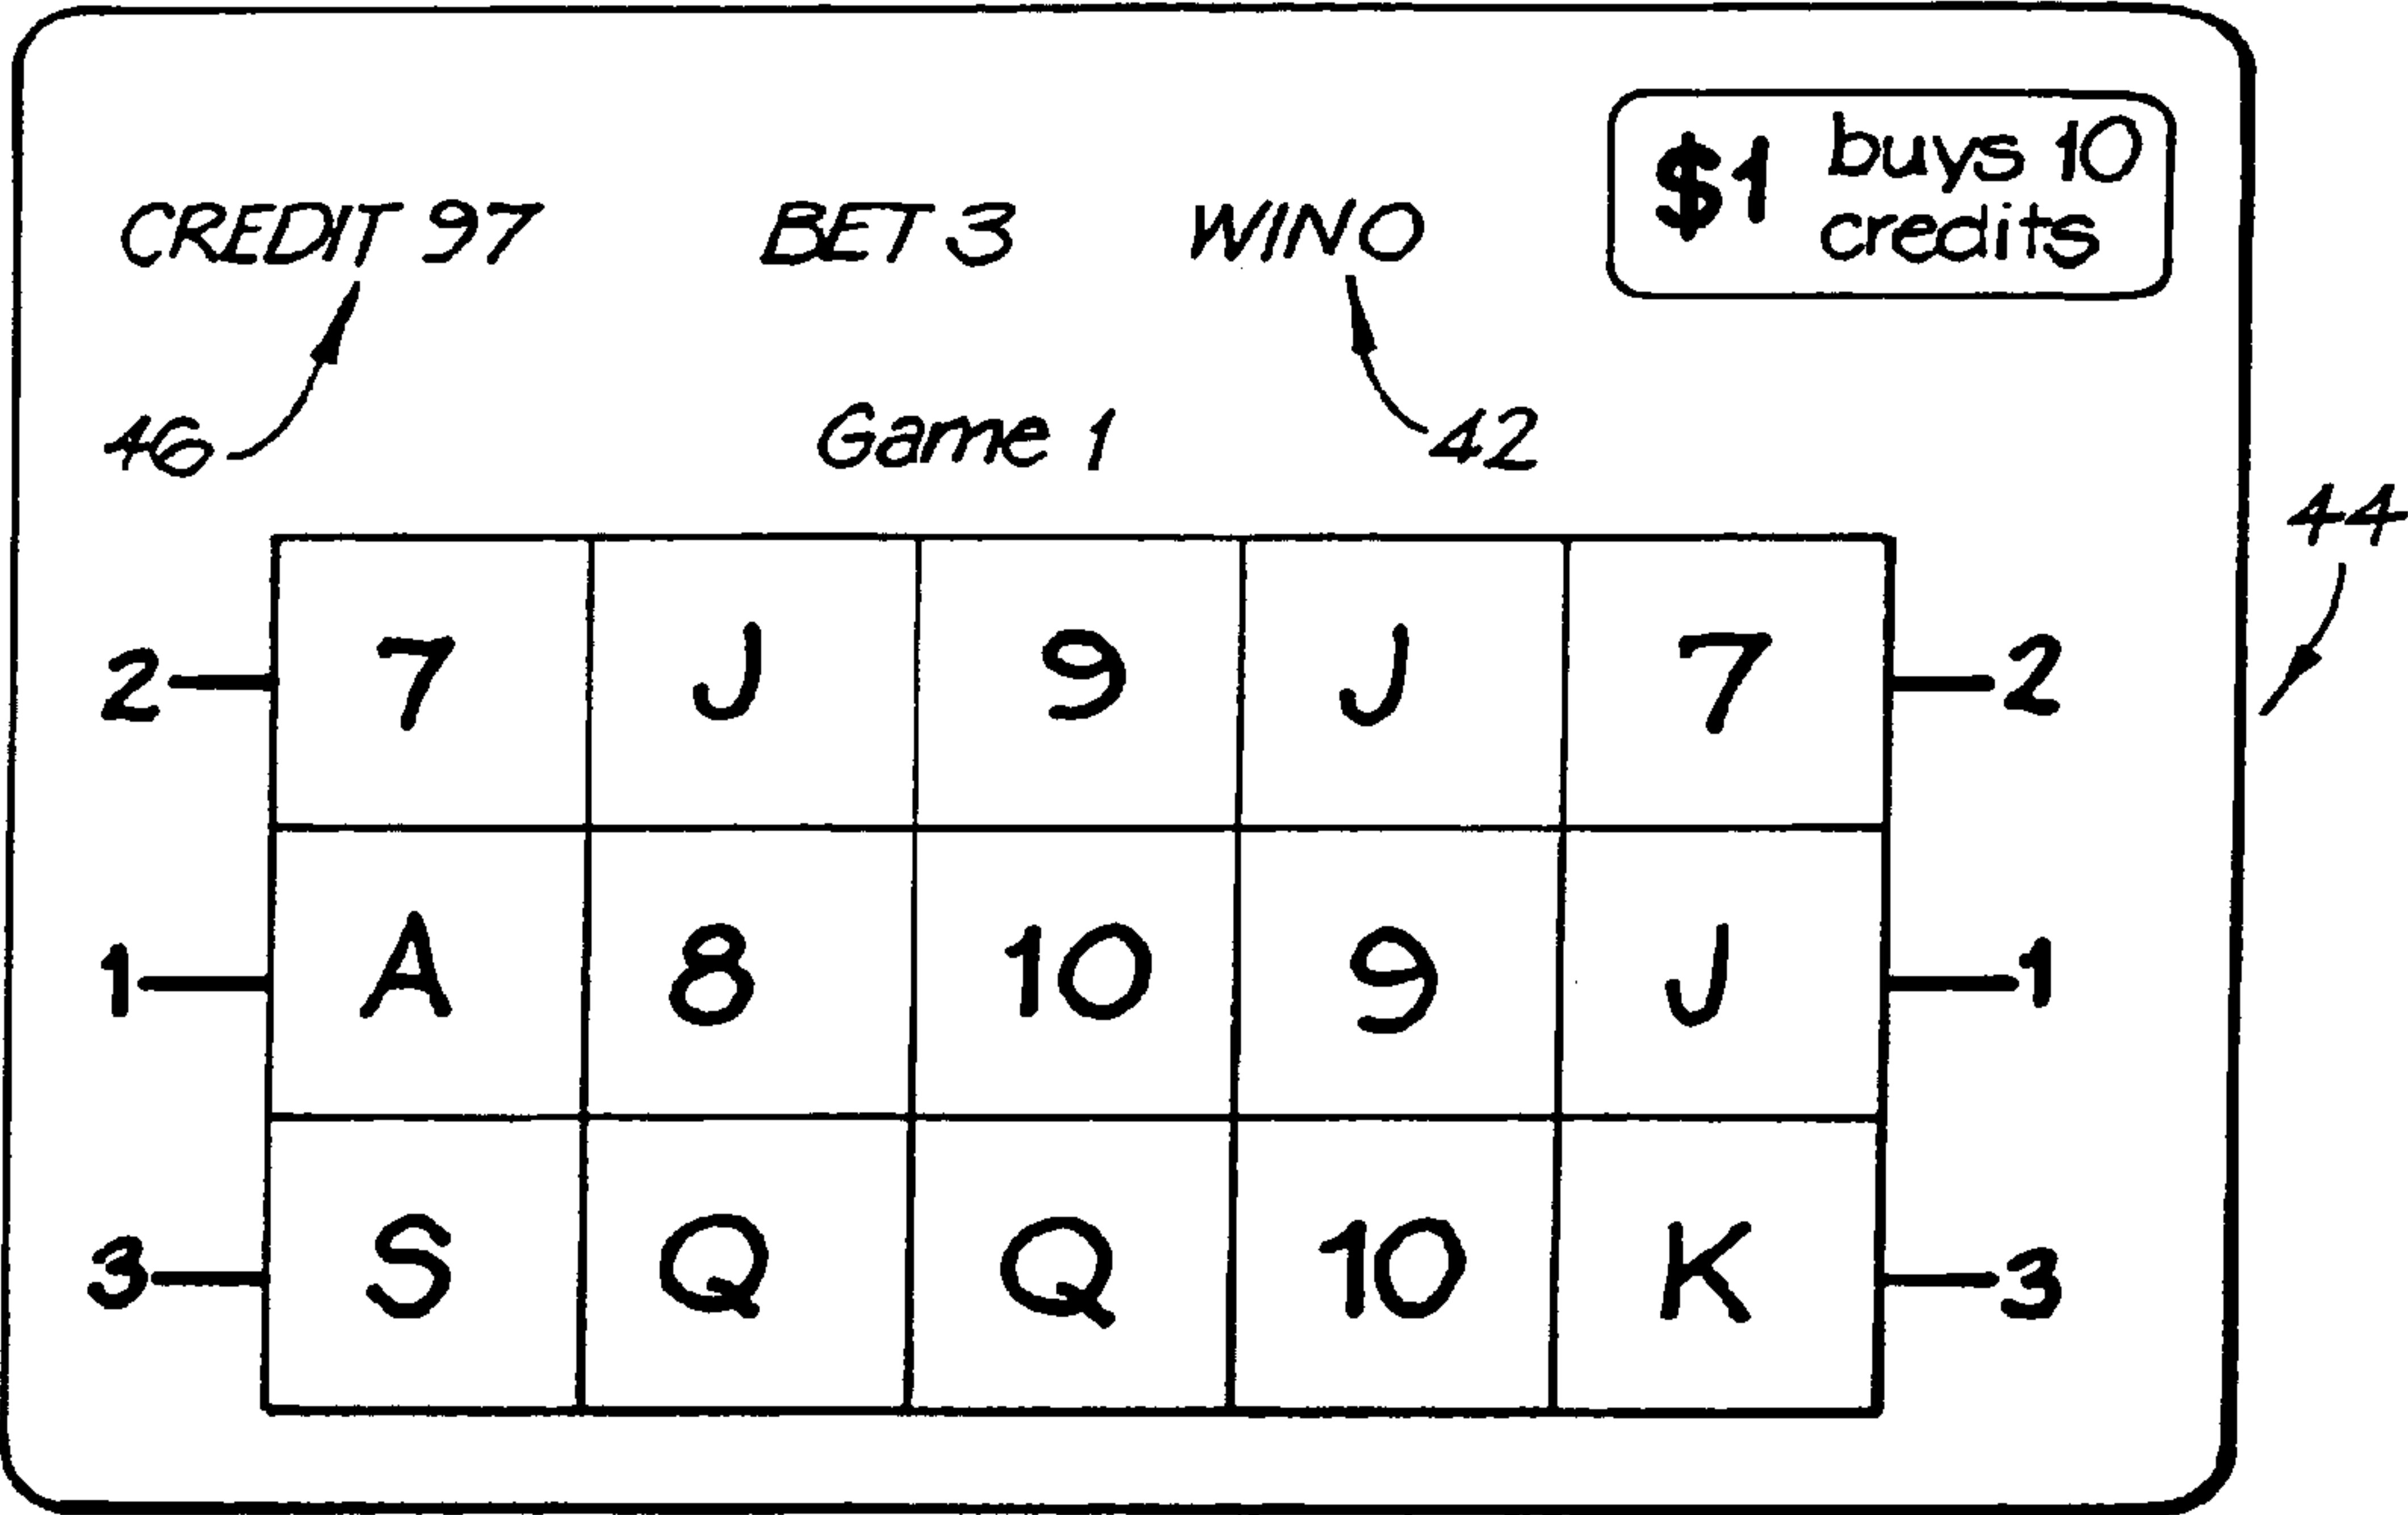 $1 buys 10
credits
CREDIT 97 BET 3 WIN 0
46 Game 1 42
44
2 7 J 9 J 7 2
1 A 8 10 9 J 1
3 S Q Q 10 K 3